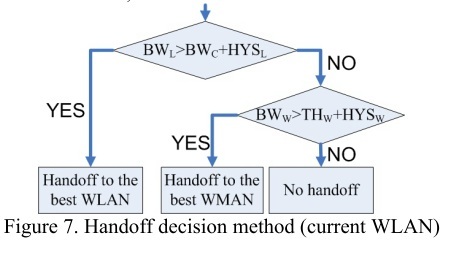 BW_L>BW_C+HYS_L
NO
YES
BW_W>TH_W+HYS_W
YES
NO
Handoff to the
best WLAN
Handoff to the
best WMAN
No handoff
Figure 7. Handoff decision method (current WLAN)